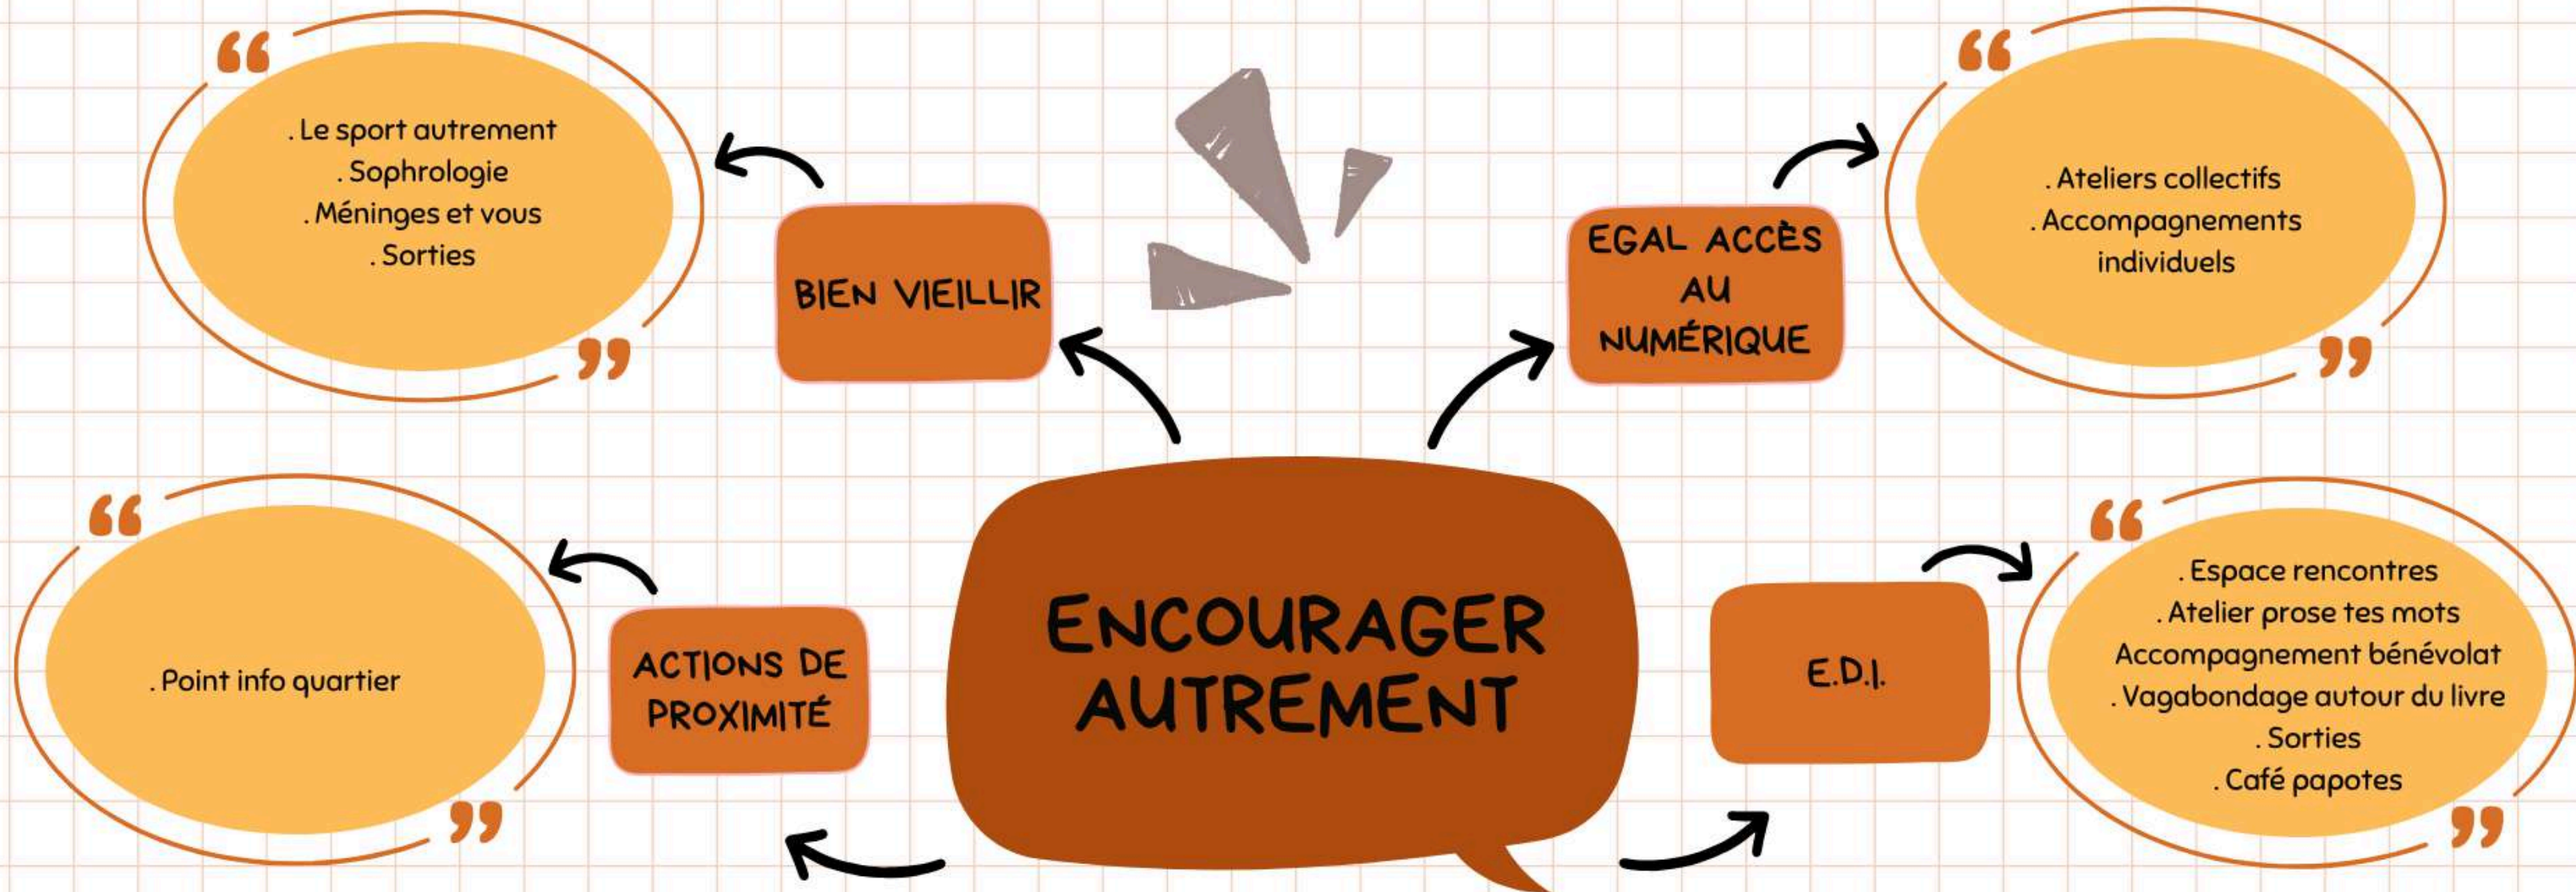 . Le sport autrement
. Sophrologie
. Méninges et vous
. Sorties
BIEN VIEILLIR
EGAL ACCÈS
AU
NUMÉRIQUE
. Ateliers collectifs
. Accompagnements
individuels
. Point info quartier
ACTIONS DE
PROXIMITÉ
ENCOURAGER
AUTREMENT
E.D.I.
. Espace rencontres
. Atelier prose tes mots
Accompagnement bénévolat
. Vagabondage autour du livre
. Sorties
. Café papotes